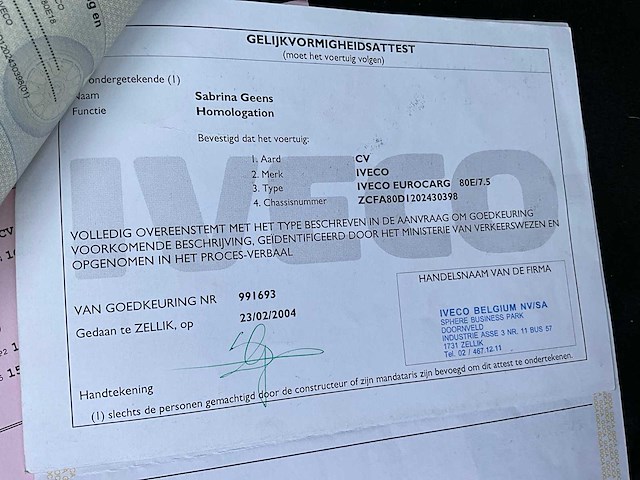 GELIJKVORMIGHEIDSATTEST
(moet het voertuig volgen)
ondergetekende (1)
Naam Sabrina Geens
Functie Homologation
Bevestigd dat het voertuig:
1. Aard CV
2. Merk IVECO
3. Type IVECO EUROCARG 80E/7.5
4. Chassisnummer ZCFA80D1202430398
IVECO
VOLLEDIG OVEREENSTEMT MET HET TYPE BESCHREVEN IN DE AANVRAAG OM GOEDKEURING
VOORKOMENDE BESCHRIJVING, GEÏDENTIFICEERD DOOR HET MINISTERIE VAN VERKEERSWEZEN EN
OPGENOMEN IN HET PROCES-VERBAAL
VAN GOEDKEURING NR 991693
Gedaan te ZELLIK, op 23/02/2004
HANDELSNAAM VAN DE FIRMA
IVECO BELGIUM NV/SA
SPHERE BUSINESS PARK
DOORNVELD
INDUSTRIE ASSE 3 NR. 11 BUS 57
1731 ZELLIK
Tel. 02 / 467.12.11
Handtekening
(1) slechts de personen gemachtigd door de constructeur of zijn mandataris zijn bevoegd om dit attest te ondertekenen.